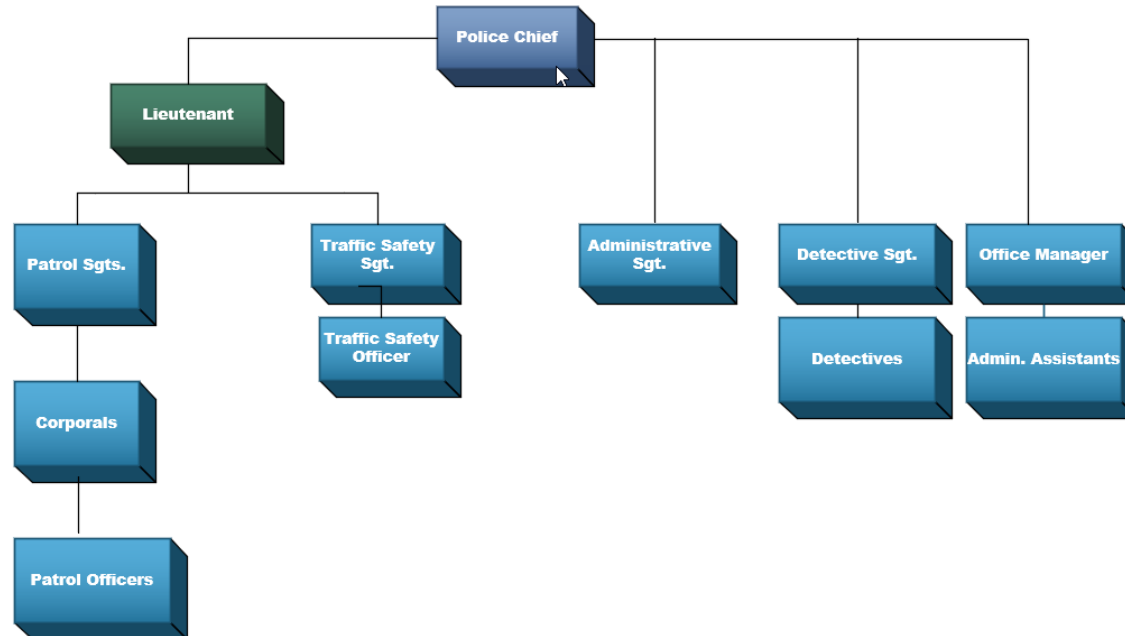 Police Chief
Lieutenant
Patrol Sgts.
Traffic Safety
Sgt.
Administrative
Sgt.
Detective Sgt.
Office Manager
Traffic Safety
Officer
Detectives
Admin. Assistants
Corporals
Patrol Officers